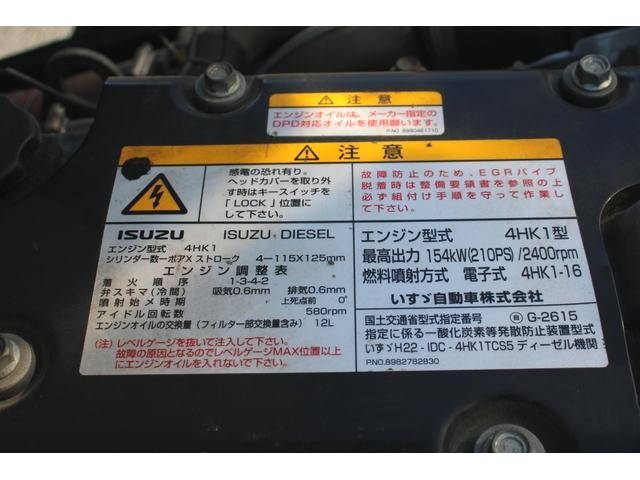 ⚠注意
エンジンオイルは、メーカー指定の
DPD対応オイルを使用願います。
P.NO. 8980481710
⚠注意
感電の恐れ有り。
ヘッドカバーを取り外
す時はキースイッチを
「LOCK」位置に
して下さい。
故障防止のため、EGRパイプ
脱着時は整備要領書を参照の上
必ず組付け手順を守って作業し
て下さい。
ISUZU ISUZU DIESEL
エンジン型式 4HK1
シリンダ数ーボアXストローク 4-115X125mm
エンジン調整表
着火順序 1-3-4-2
弁スキマ(冷間) 吸気0.6mm 排気0.6mm
噴射始メ時期 上死点前 0°
アイドル回転数 580rpm
エンジンオイルの交換量(フィルター部交換量含み) 12L
(注)レベルゲージを抜いて注入して下さい。
故障の原因となるのでレベルゲージMAX位置以上
にエンジンオイルを入れないで下さい。
エンジン型式 4HK1型
最高出力 154kW(210PS)/2400rpm
燃料噴射方式 電子式 4HK1-16
いすゞ自動車株式会社
国土交通省型式指定番号 自 G-2615
指定に係る一酸化炭素等発散防止装置型式
いすゞH22-IDC-4HK1TCS5 ディーゼル機関
P.NO.8982782830